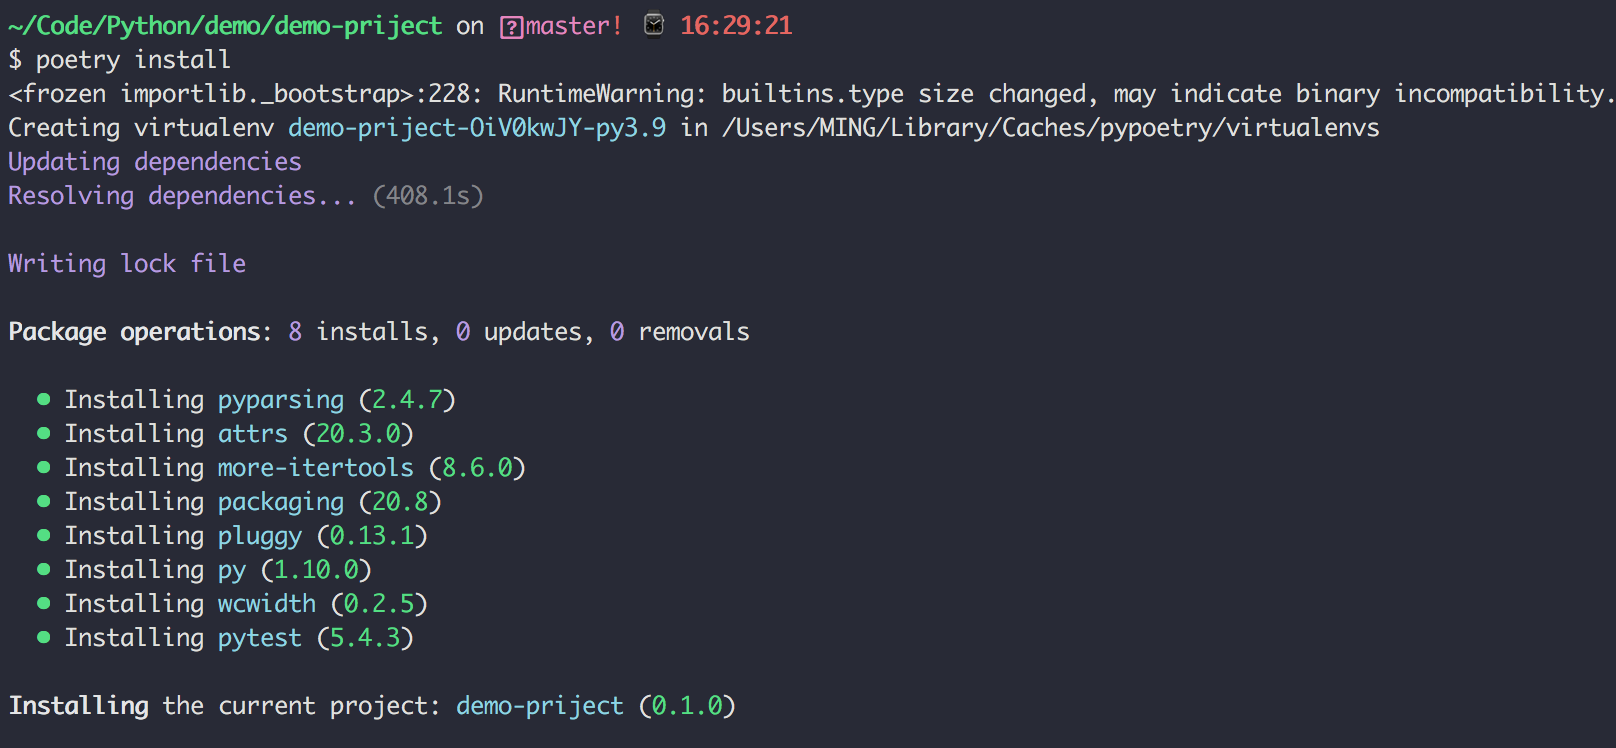 ~/Code/Python/demo/demo-priject on master! ⌚ 16:29:21
$ poetry install
<frozen importlib._bootstrap>:228: RuntimeWarning: builtins.type size changed, may indicate binary incompatibility.
Creating virtualenv demo-priject-OiV0kwJY-py3.9 in /Users/MING/Library/Caches/pypoetry/virtualenvs
Updating dependencies
Resolving dependencies... (408.1s)
Writing lock file
Package operations: 8 installs, 0 updates, 0 removals
• Installing pyparsing (2.4.7)
• Installing attrs (20.3.0)
• Installing more-itertools (8.6.0)
• Installing packaging (20.8)
• Installing pluggy (0.13.1)
• Installing py (1.10.0)
• Installing wcwidth (0.2.5)
• Installing pytest (5.4.3)
Installing the current project: demo-priject (0.1.0)